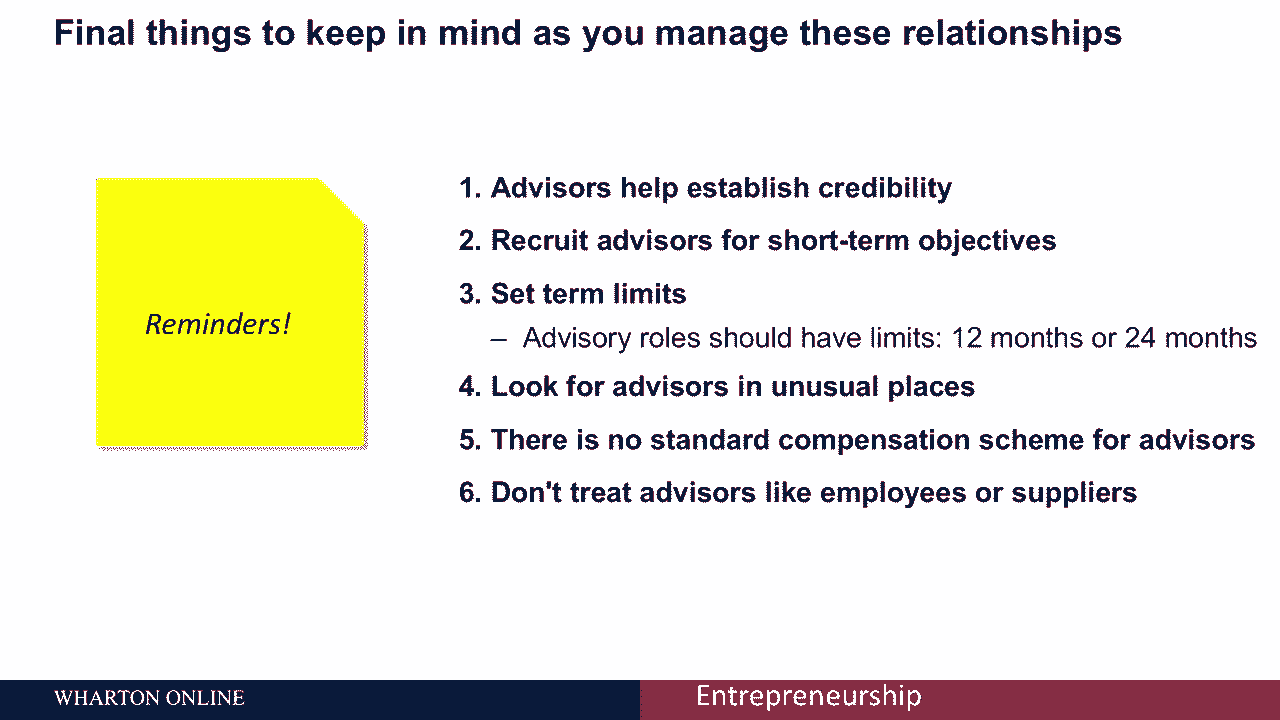 Final things to keep in mind as you manage these relationships
Reminders!
1. Advisors help establish credibility
2. Recruit advisors for short-term objectives
3. Set term limits
– Advisory roles should have limits: 12 months or 24 months
4. Look for advisors in unusual places
5. There is no standard compensation scheme for advisors
6. Don't treat advisors like employees or suppliers
WHARTON ONLINE
Entrepreneurship